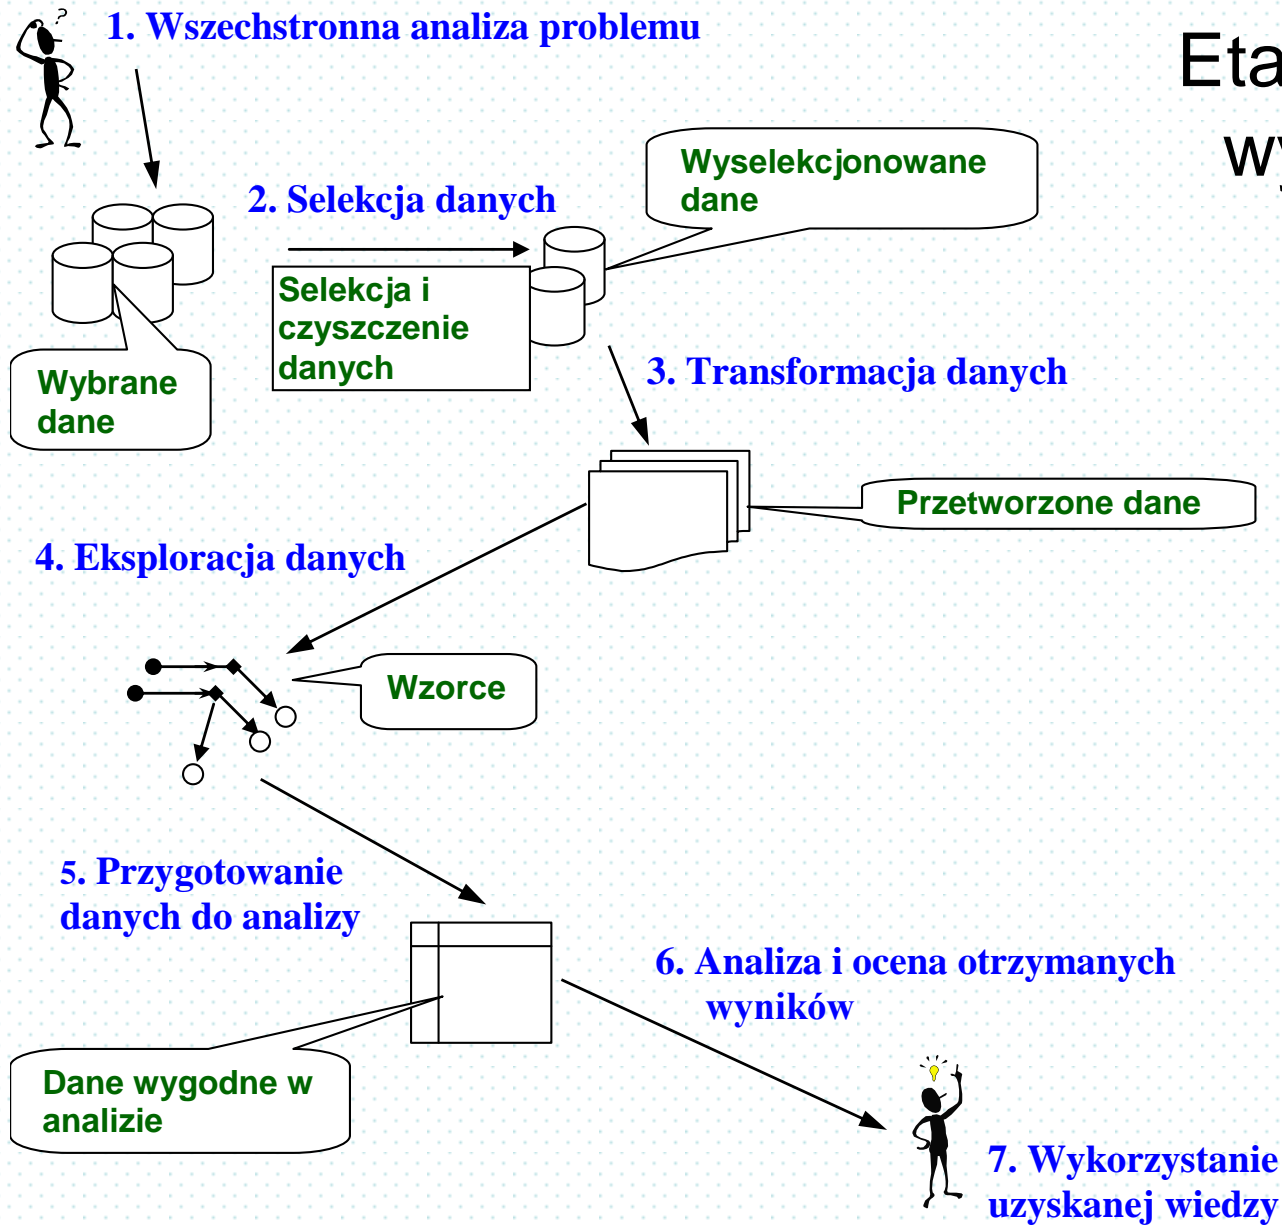 ?
1. Wszechstronna analiza problemu
Eta
wy
Wyselekcjonowane
dane
2. Selekcja danych
Selekcja i
czyszczenie
danych
Wybrane
dane
3. Transformacja danych
Przetworzone dane
4. Eksploracja danych
Wzorce
5. Przygotowanie
danych do analizy
6. Analiza i ocena otrzymanych
wyników
Dane wygodne w
analizie
7. Wykorzystanie
uzyskanej wiedzy